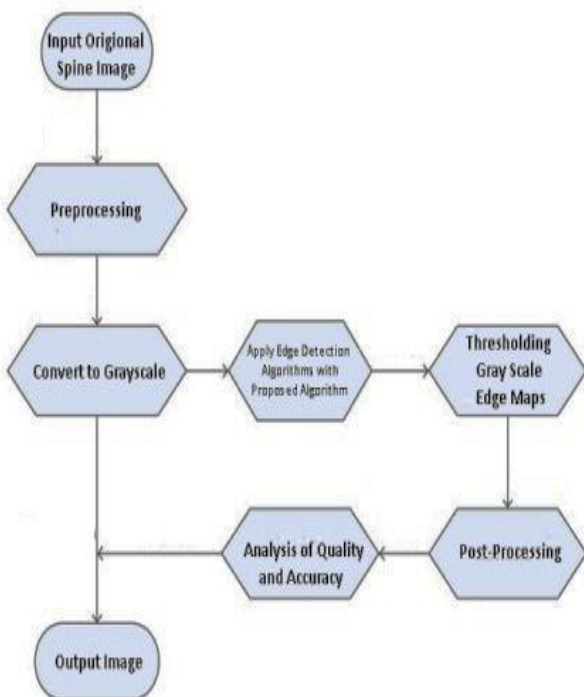 Input Origional
Spine Image
Preprocessing
Convert to Grayscale
Apply Edge Detection
Algorithms with
Proposed Algorithm
Thresholding
Gray Scale
Edge Maps
Post-Processing
Analysis of Quality
and Accuracy
Output Image